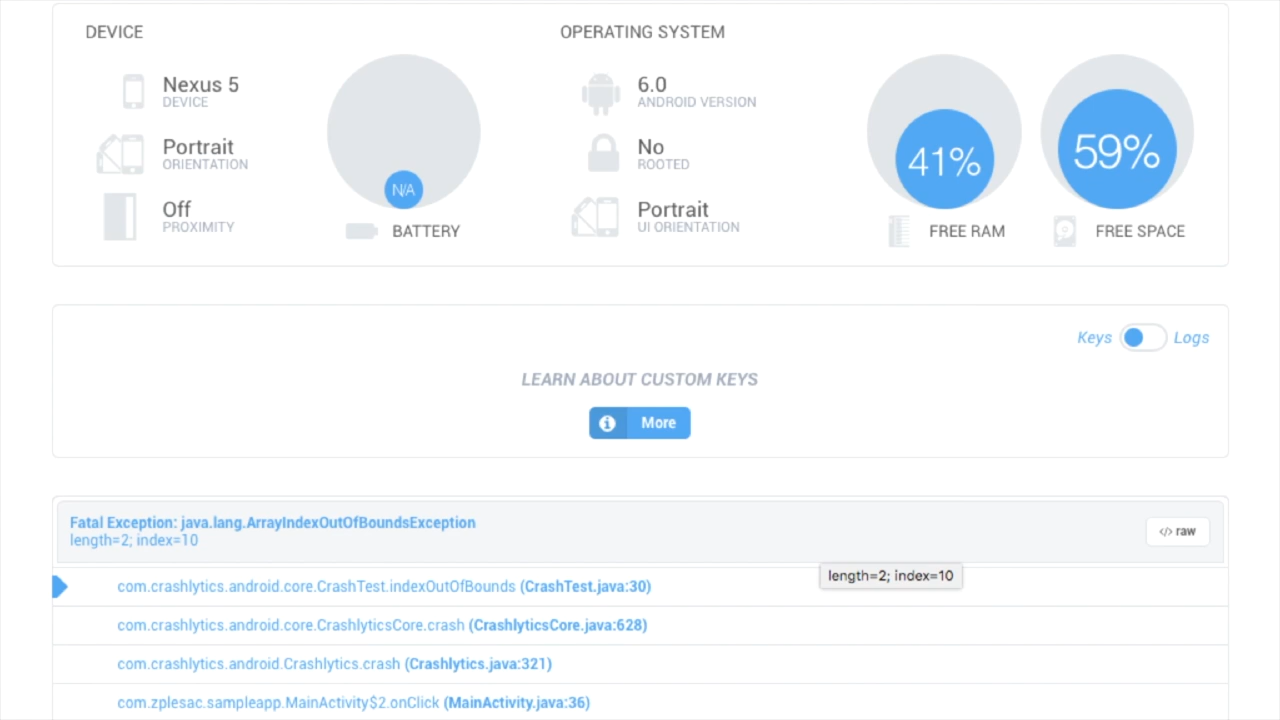 DEVICE
Nexus 5
DEVICE
Portrait
ORIENTATION
Off
PROXIMITY
N/A
BATTERY
OPERATING SYSTEM
6.0
ANDROID VERSION
No
ROOTED
Portrait
UI ORIENTATION
41%
FREE RAM
59%
FREE SPACE
Keys Logs
LEARN ABOUT CUSTOM KEYS
More
Fatal Exception: java.lang.ArrayIndexOutOfBoundsException
length=2; index=10
</> raw
length=2; index=10
com.crashlytics.android.core.CrashTest.indexOutOfBounds (CrashTest.java:30)
com.crashlytics.android.core.CrashlyticsCore.crash (CrashlyticsCore.java:628)
com.crashlytics.android.Crashlytics.crash (Crashlytics.java:321)
com.zplesac.sampleapp.MainActivity$2.onClick (MainActivity.java:36)